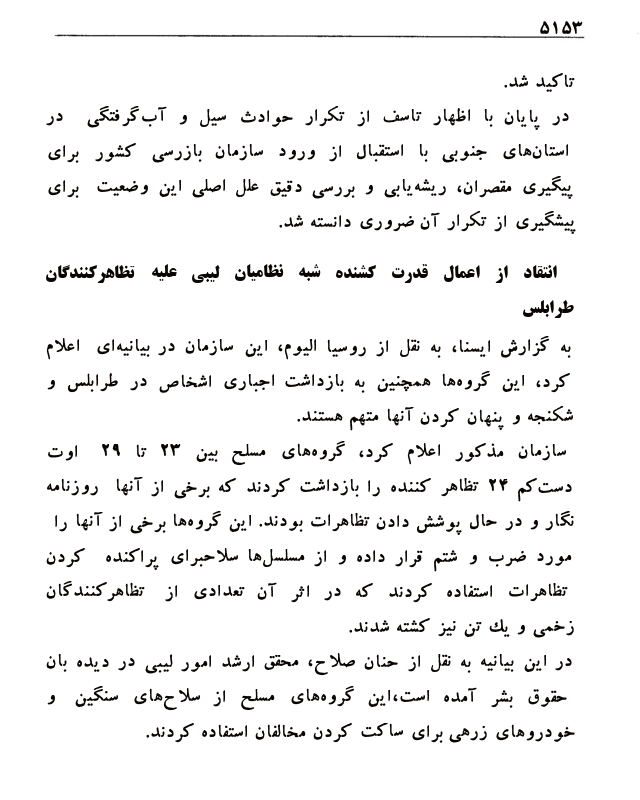 ۵۱۵۳
تاکید شد.
در پایان با اظهار تاسف از تکرار حوادث سیل و آب‌گرفتگی در
استان‌های جنوبی با استقبال از ورود سازمان بازرسی کشور برای
پیگیری مقصران، ریشه‌یابی و بررسی دقیق علل اصلی این وضعیت برای
پیشگیری از تکرار آن ضروری دانسته شد.
انتقاد از اعمال قدرت کشنده شبه نظامیان لیبی علیه تظاهرکنندگان
طرابلس
به گزارش ایسنا، به نقل از روسیا الیوم، این سازمان در بیانیه‌ای اعلام
کرد، این گروه‌ها همچنین به بازداشت اجباری اشخاص در طرابلس و
شکنجه و پنهان کردن آنها متهم هستند.
سازمان مذکور اعلام کرد، گروه‌های مسلح بین ۲۳ تا ۲۹ اوت
دست‌کم ۲۴ تظاهر کننده را بازداشت کردند که برخی از آنها روزنامه
نگار و در حال پوشش دادن تظاهرات بودند. این گروه‌ها برخی از آنها را
مورد ضرب و شتم قرار داده و از مسلسل‌ها سلاحبرای پراکنده کردن
تظاهرات استفاده کردند که در اثر آن تعدادی از تظاهرکنندگان
زخمی و یك تن نیز کشته شدند.
در این بیانیه به نقل از حنان صلاح، محقق ارشد امور لیبی در دیده بان
حقوق بشر آمده است،این گروه‌های مسلح از سلاح‌های سنگین و
خودروهای زرهی برای ساکت کردن مخالفان استفاده کردند.